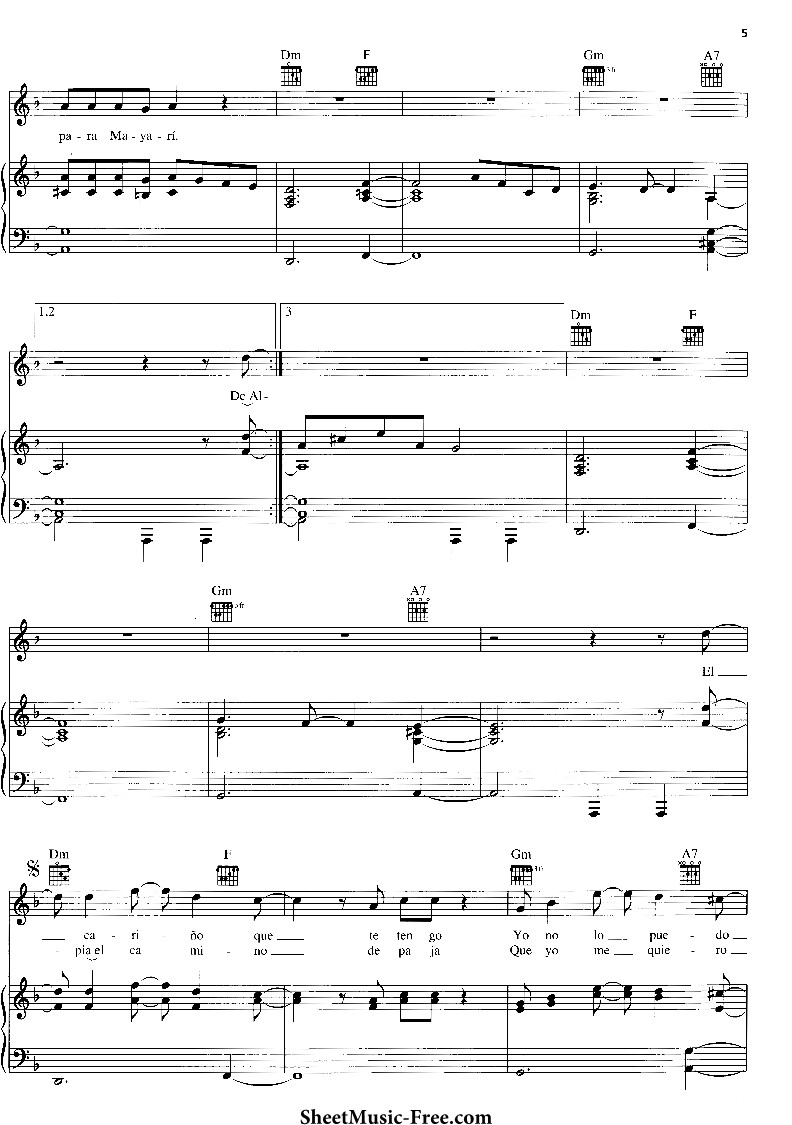 5
Dm F Gm A7
pa - ra Ma - ya - rí.
1.2 3
Dm F
De Al-
Gm A7
El
Dm F Gm A7
ca - ri - ño que te ten go Yo no lo pue - do
pia el ca mi - no de pa ja Que yo me quie - ro
SheetMusic-Free.com